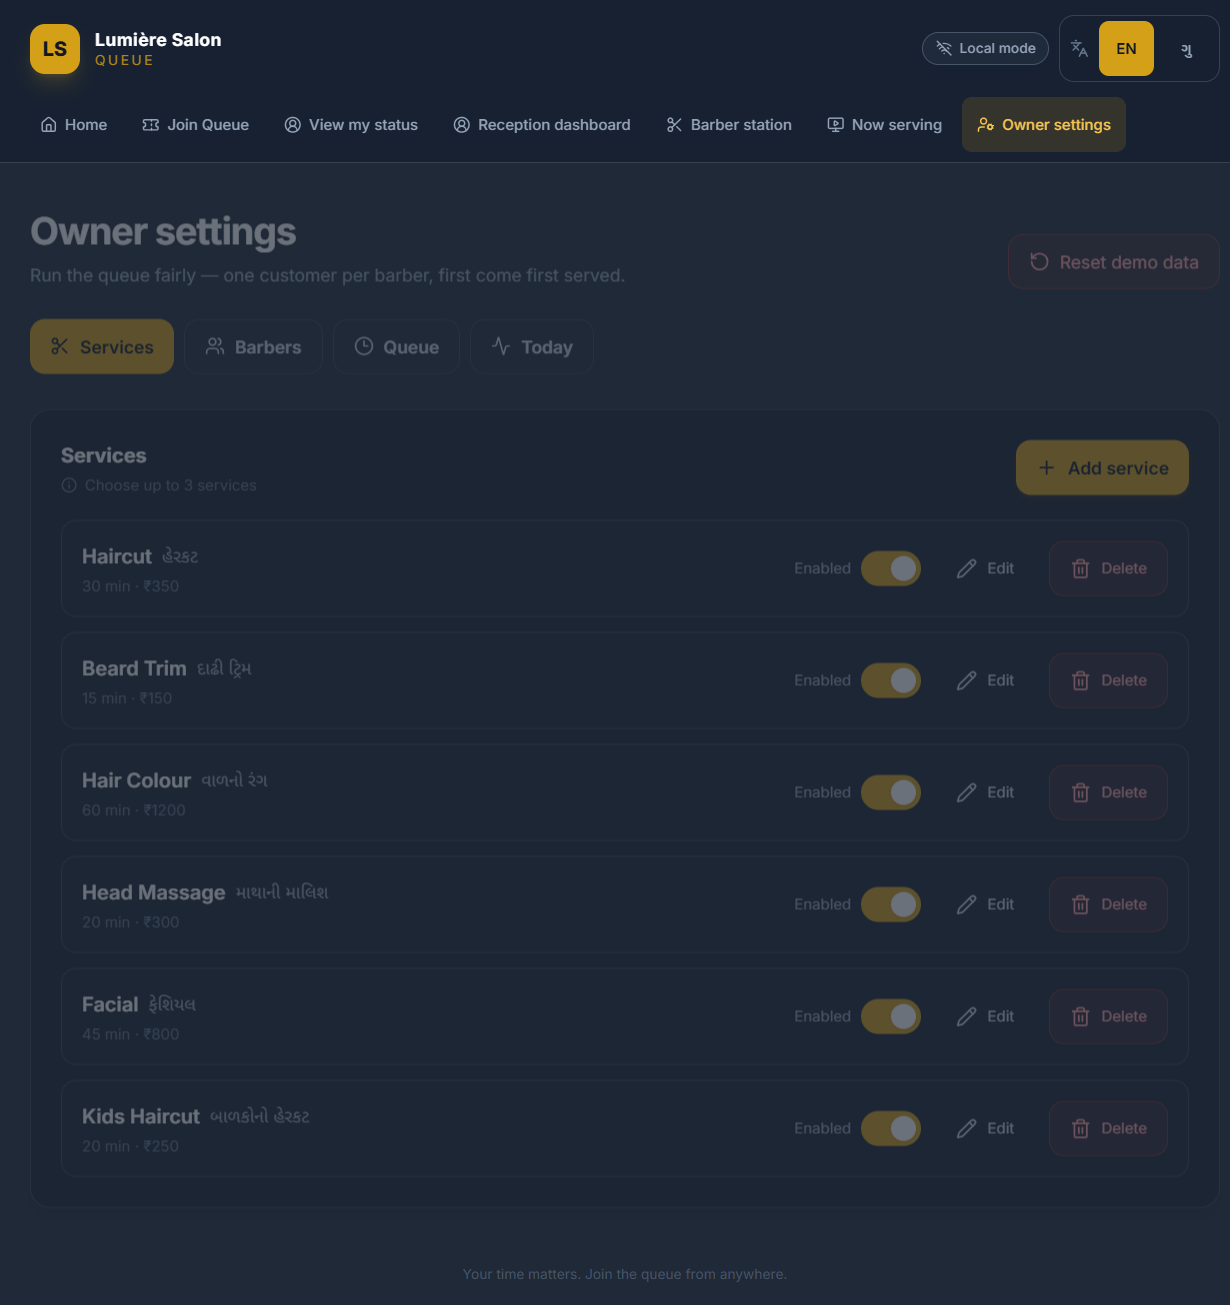 LS
Lumière Salon
QUEUE
Local mode
EN
ગુ
Home
Join Queue
View my status
Reception dashboard
Barber station
Now serving
Owner settings
Owner settings
Run the queue fairly — one customer per barber, first come first served.
Reset demo data
Services
Barbers
Queue
Today
Services
Choose up to 3 services
Add service
Haircut હેરકટ
30 min · ₹350
Enabled
Edit
Delete
Beard Trim દાઢી ટ્રિમ
15 min · ₹150
Enabled
Edit
Delete
Hair Colour વાળનો રંગ
60 min · ₹1200
Enabled
Edit
Delete
Head Massage માથાની માલિશ
20 min · ₹300
Enabled
Edit
Delete
Facial ફેશિયલ
45 min · ₹800
Enabled
Edit
Delete
Kids Haircut બાળકોનો હેરકટ
20 min · ₹250
Enabled
Edit
Delete
Your time matters. Join the queue from anywhere.